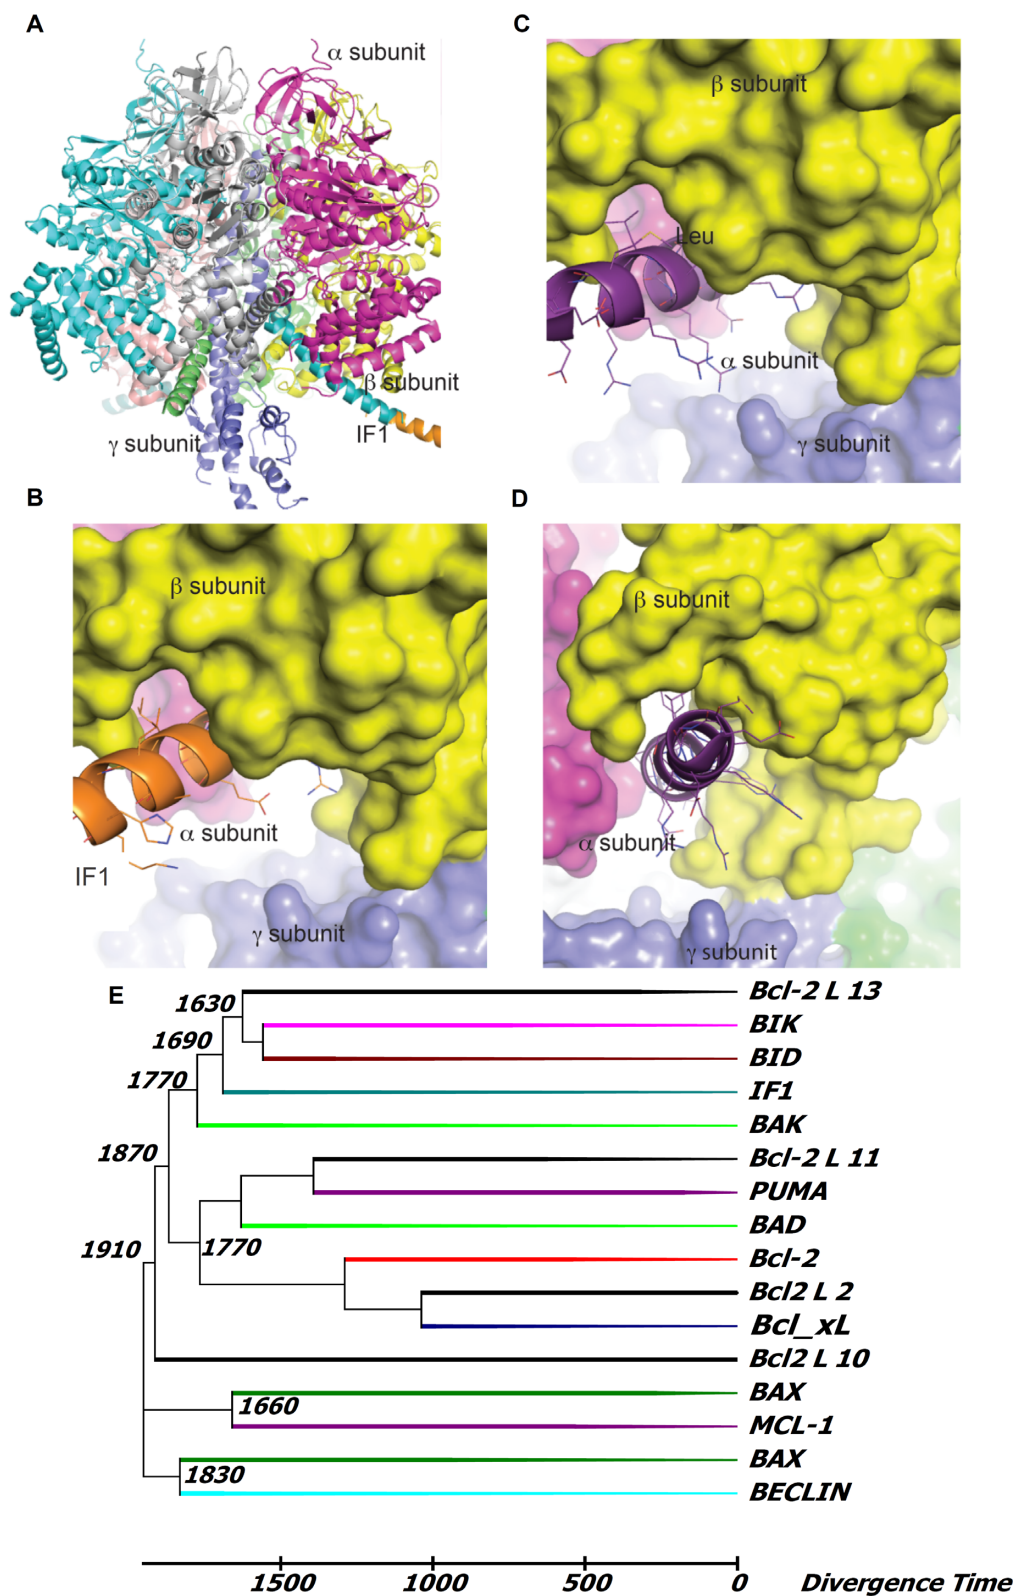 A
α subunit
β subunit
IF1
γ subunit
B
β subunit
α subunit
IF1
γ subunit
C
β subunit
Leu
α subunit
γ subunit
D
β subunit
α subunit
γ subunit
E
1630
1690
1770
1870
1910
1770
1660
1830
Bcl-2 L 13
BIK
BID
IF1
BAK
Bcl-2 L 11
PUMA
BAD
Bcl-2
Bcl2 L 2
Bcl_xL
Bcl2 L 10
BAX
MCL-1
BAX
BECLIN
1500 1000 500 0 Divergence Time